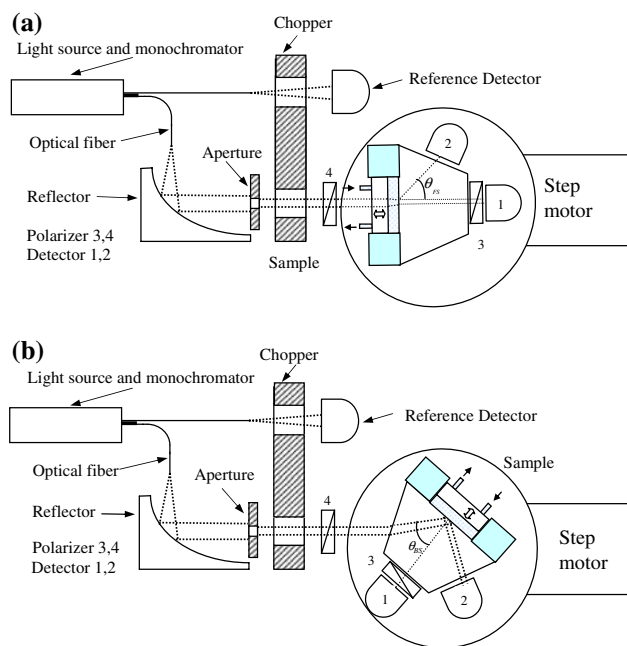 (a)
Chopper
Light source and monochromator
Reference Detector
Optical fiber
Aperture
4
2
θFS
Reflector
1
Step
motor
3
Polarizer 3,4
Detector 1,2
Sample
(b)
Chopper
Light source and monochromator
Reference Detector
Optical fiber
Sample
Aperture
4
Reflector
θBS
Step
motor
3
Polarizer 3,4
Detector 1,2
1
2